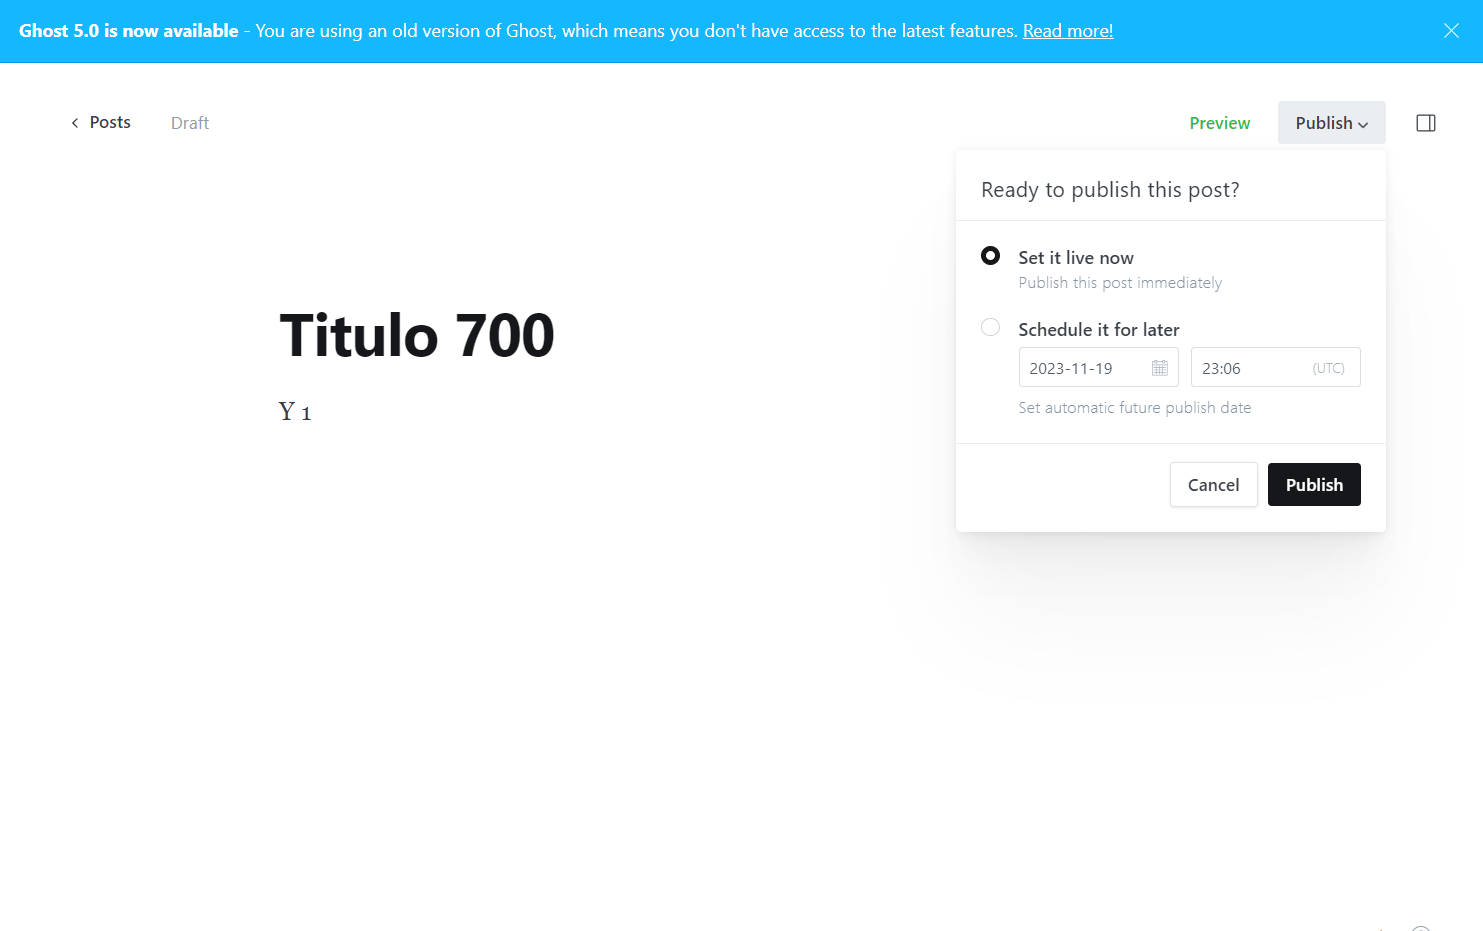 Ghost 5.0 is now available - You are using an old version of Ghost, which means you don't have access to the latest features. Read more!
Posts Draft Preview Publish
Ready to publish this post?
Set it live now
Publish this post immediately
Schedule it for later
2023-11-19 23:06 (UTC)
Set automatic future publish date
Cancel Publish
Titulo 700
Y 1